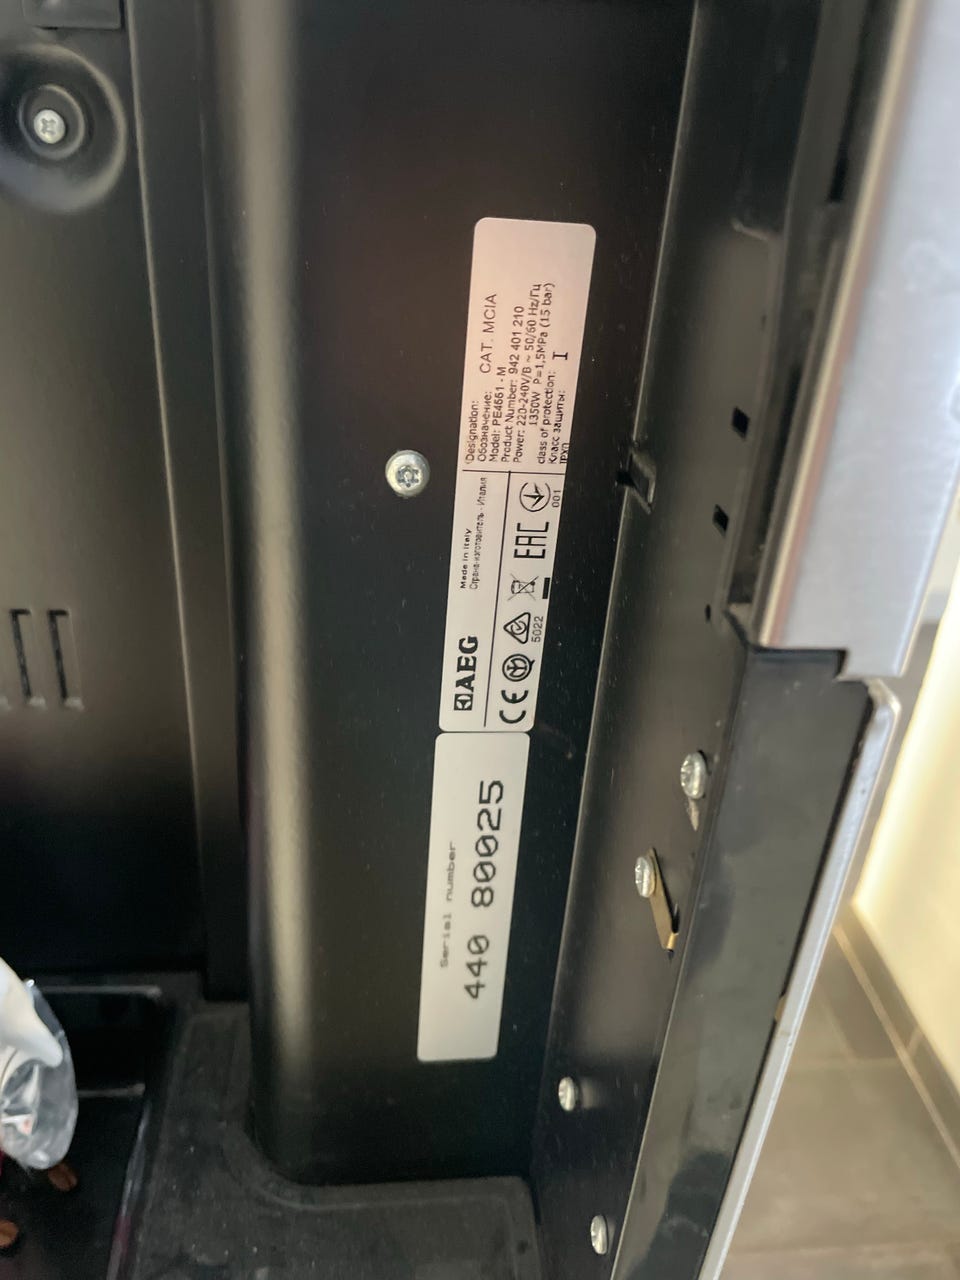 Designation: CAT. MCIA
Обозначение:
Model: PE4661 - M
Product Number: 942 401 210
Power: 220-240V/В ~ 50/60 Hz/Гц
1350W P=1,5MPa (15 bar)
class of protection: I
Класс защиты:
AEG
Made in Italy
Страна-изготовитель - Италия
CE
5022
EAC
001
Serial number
440 80025